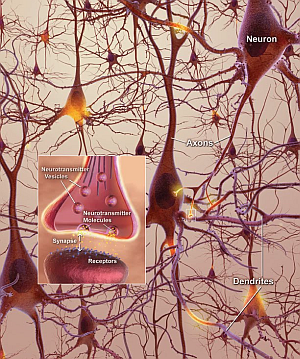 Neuron
Axons
Neurotransmitter
Vesicles
Neurotransmitter
Molecules
Synapse
Receptors
Dendrites